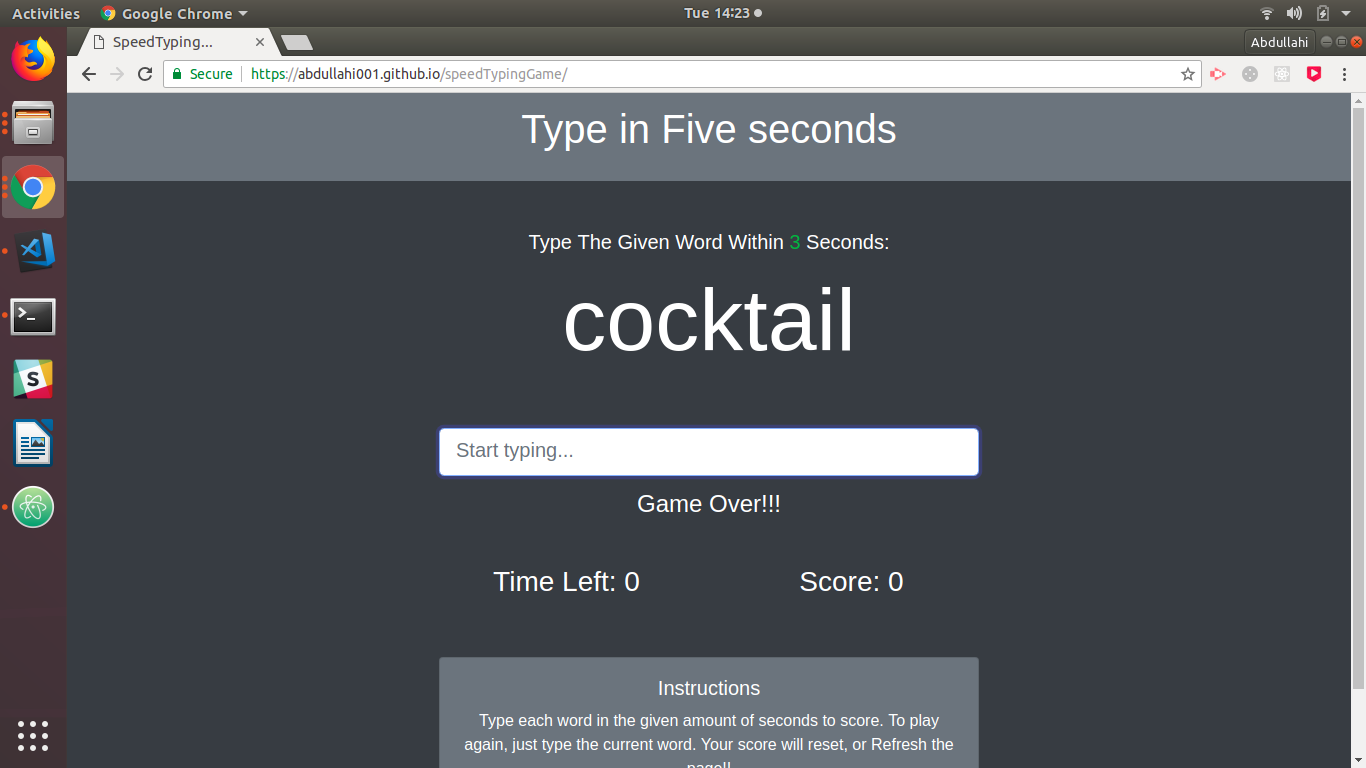 Activities Google Chrome Tue 14:23
SpeedTyping... Abdullahi
Secure https://abdullahi001.github.io/speedTypingGame/
Type in Five seconds
Type The Given Word Within 3 Seconds:
cocktail
Start typing...
Game Over!!!
Time Left: 0 Score: 0
Instructions
Type each word in the given amount of seconds to score. To play
again, just type the current word. Your score will reset, or Refresh the
page!!